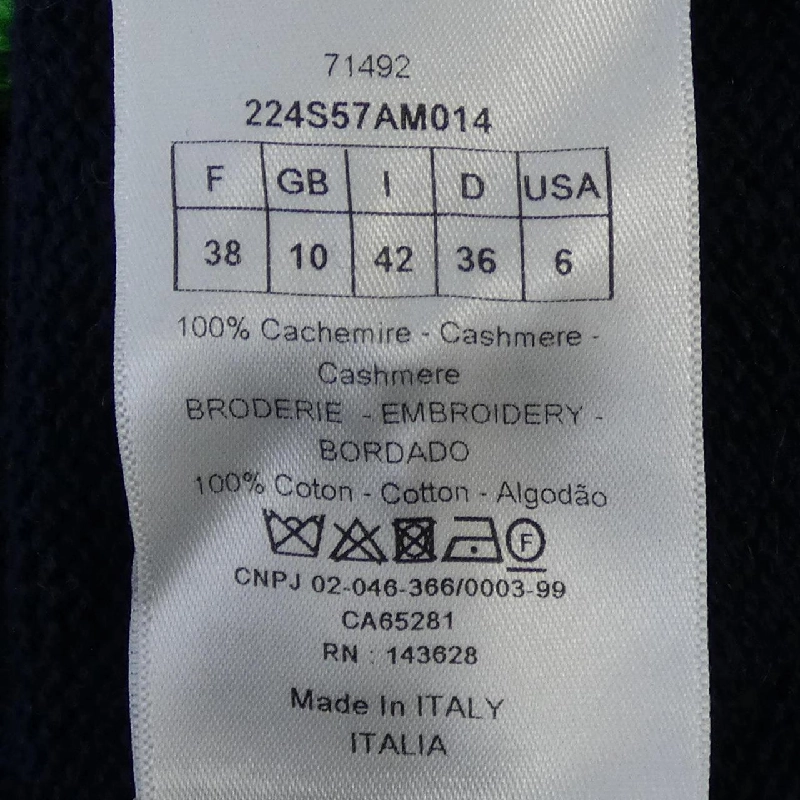 71492
224S57AM014
F GB I D USA
38 10 42 36 6
100% Cachemire - Cashmere -
Cashmere
BRODERIE - EMBROIDERY -
BORDADO
100% Coton - Cotton - Algodão
F
CNPJ 02-046-366/0003-99
CA65281
RN : 143628
Made In ITALY
ITALIA